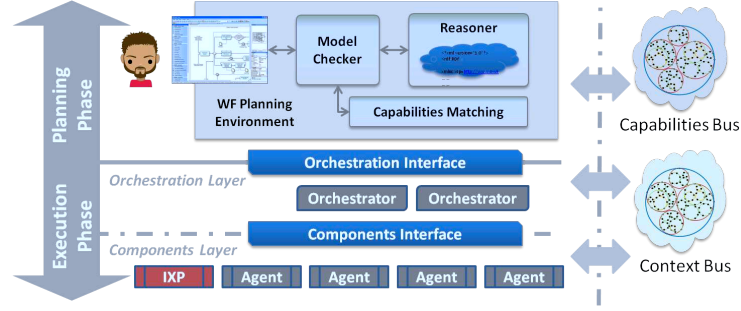 Planning
Phase
Execution
Phase
Model
Checker
Reasoner
WF Planning
Environment
Capabilities Matching
Orchestration Interface
Orchestration Layer
Orchestrator
Orchestrator
Components Interface
Components Layer
IXP
Agent
Agent
Agent
Agent
Capabilities Bus
Context Bus